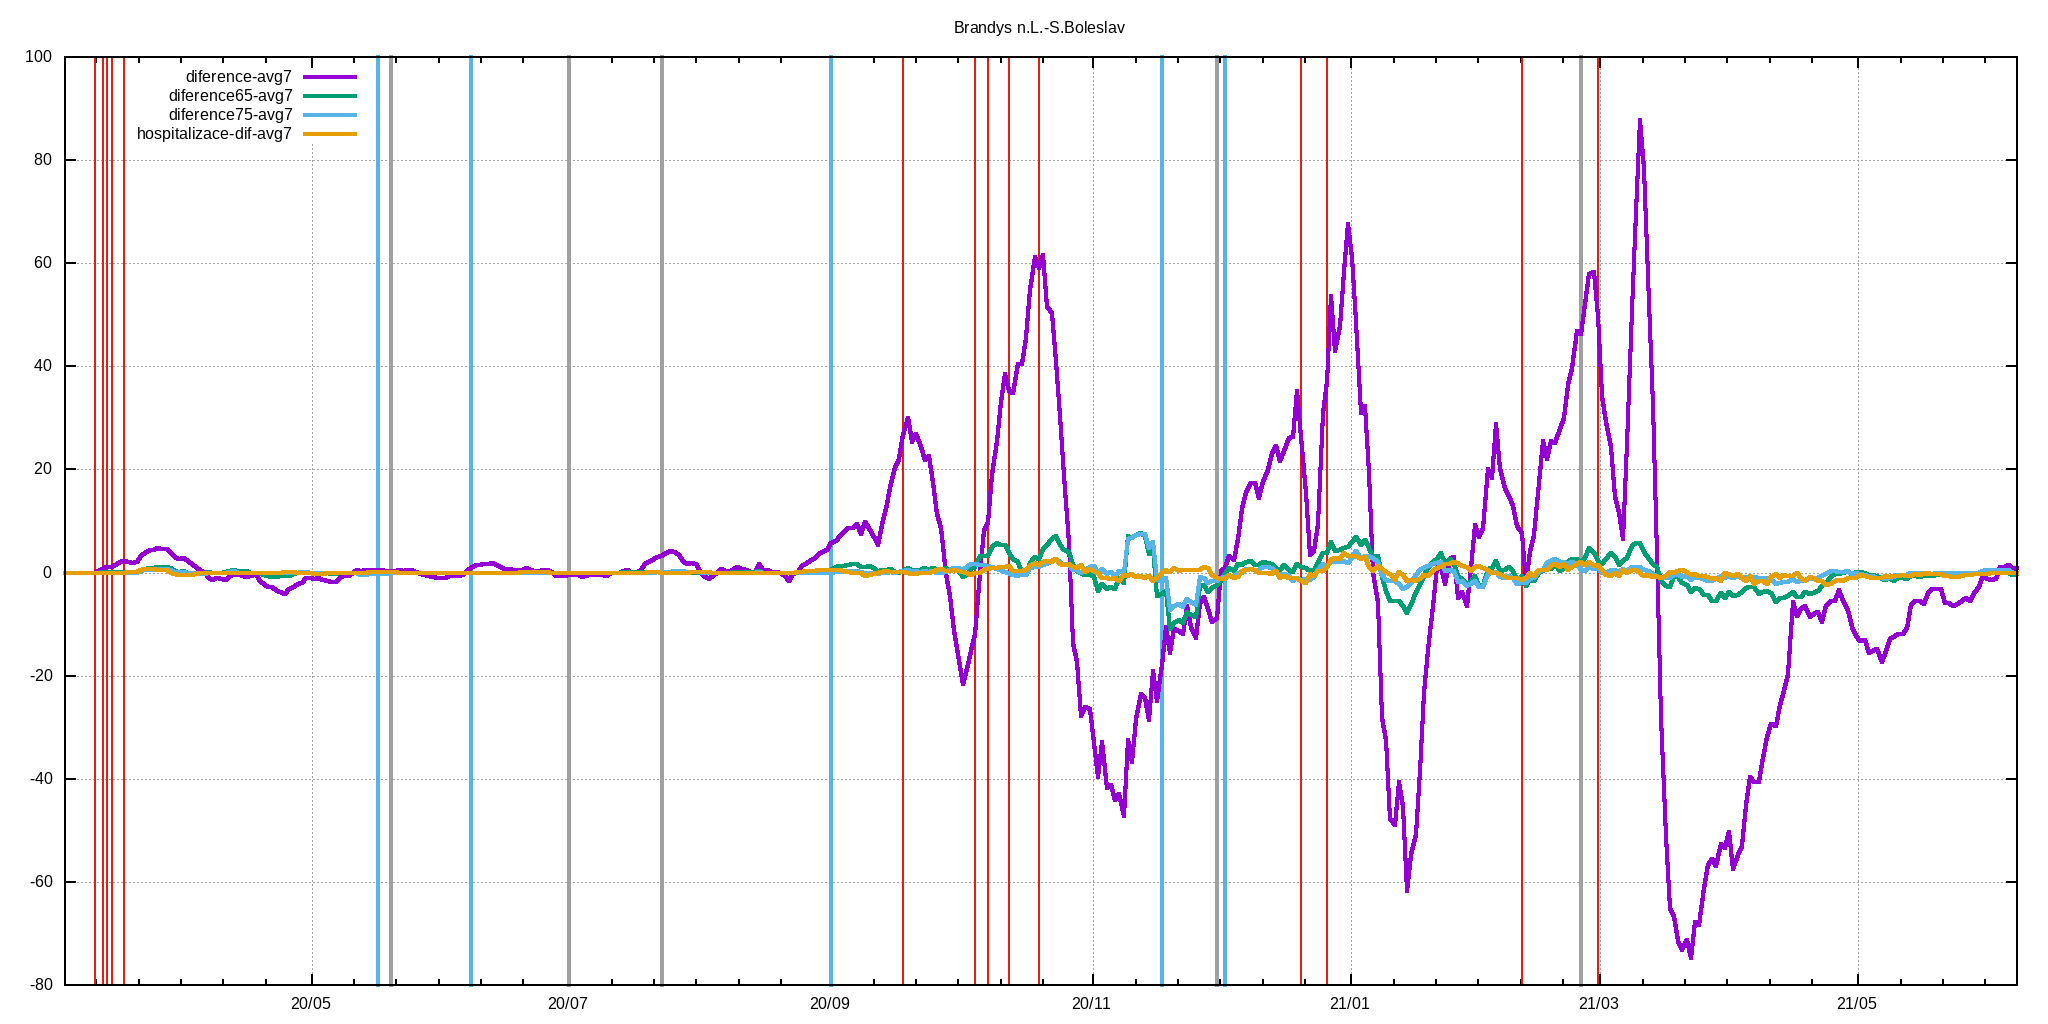 Brandys n.L.-S.Boleslav
100
80
60
40
20
0
-20
-40
-60
-80
diference-avg7
diference65-avg7
diference75-avg7
hospitalizace-dif-avg7
20/05 20/07 20/09 20/11 21/01 21/03 21/05